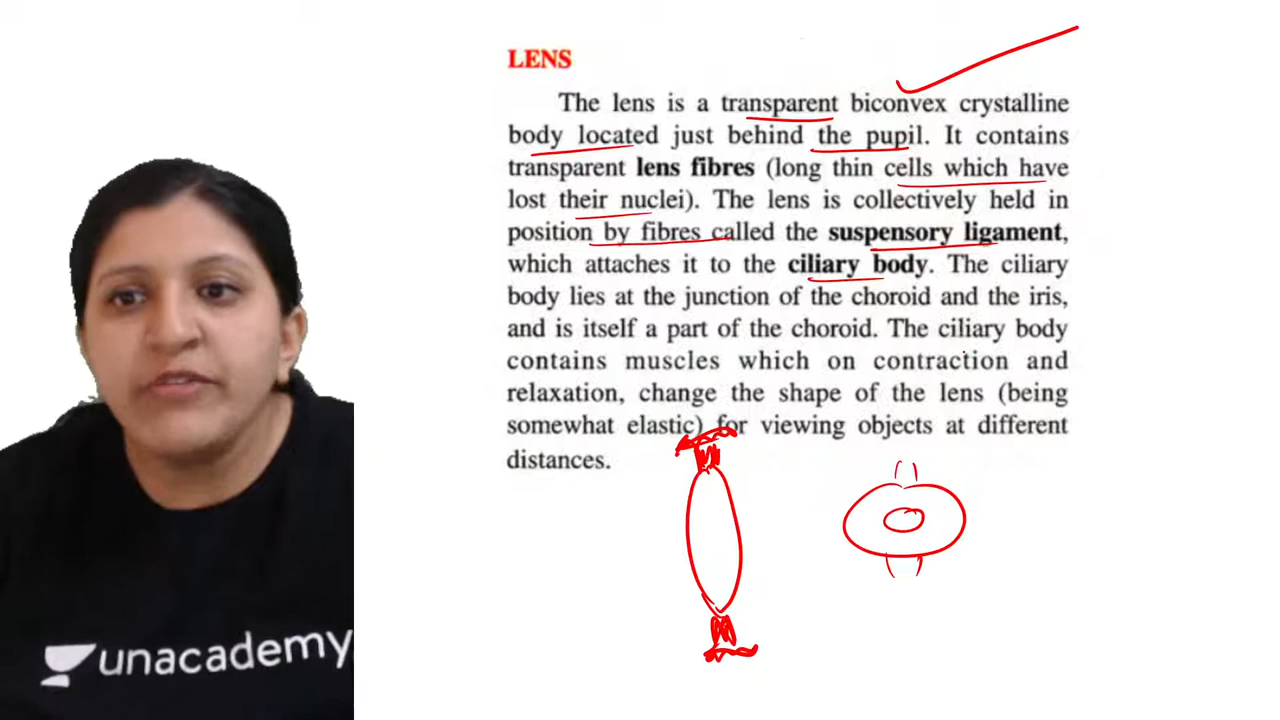 LENS
The lens is a transparent biconvex crystalline
body located just behind the pupil. It contains
transparent lens fibres (long thin cells which have
lost their nuclei). The lens is collectively held in
position by fibres called the suspensory ligament,
which attaches it to the ciliary body. The ciliary
body lies at the junction of the choroid and the iris,
and is itself a part of the choroid. The ciliary body
contains muscles which on contraction and
relaxation, change the shape of the lens (being
somewhat elastic) for viewing objects at different
distances.
unacademy